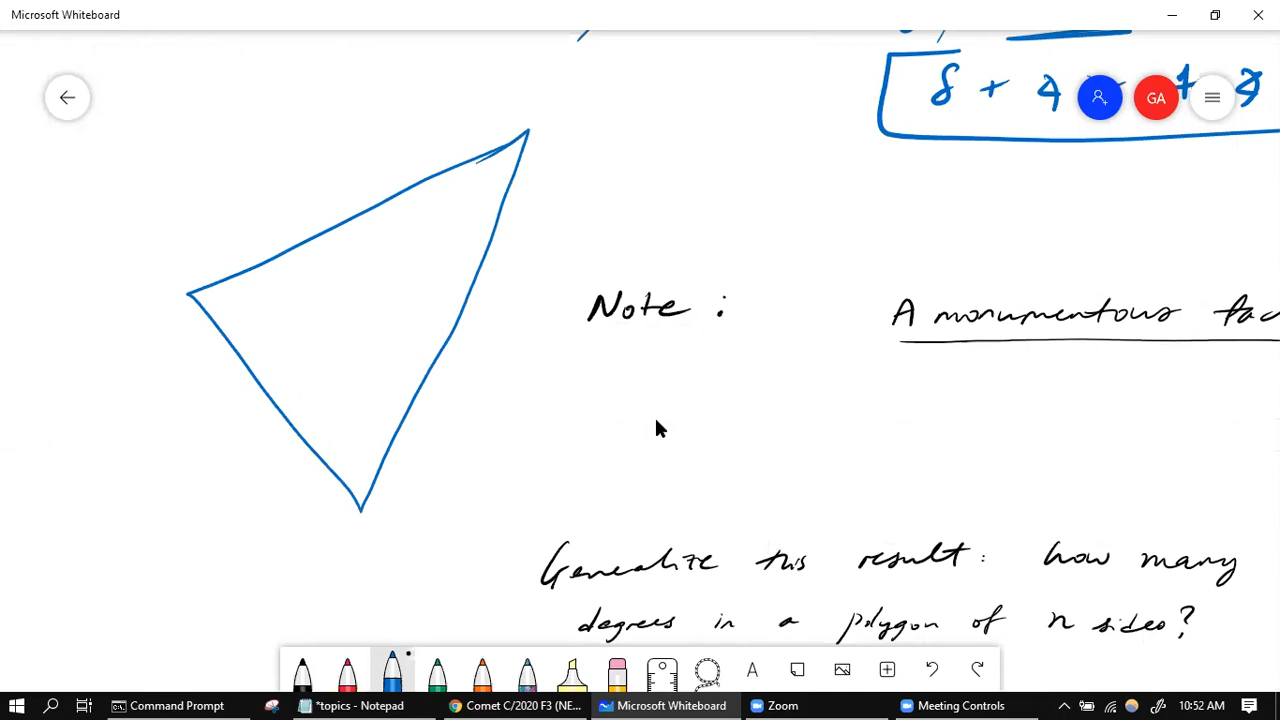 Microsoft Whiteboard
8 + 4
GA
Note : A monumentous fac
Generalize this result: how many
degrees in a polygon of n sides?
A
Command Prompt *topics - Notepad Comet C/2020 F3 (NE... Microsoft Whiteboard Zoom Meeting Controls 10:52 AM